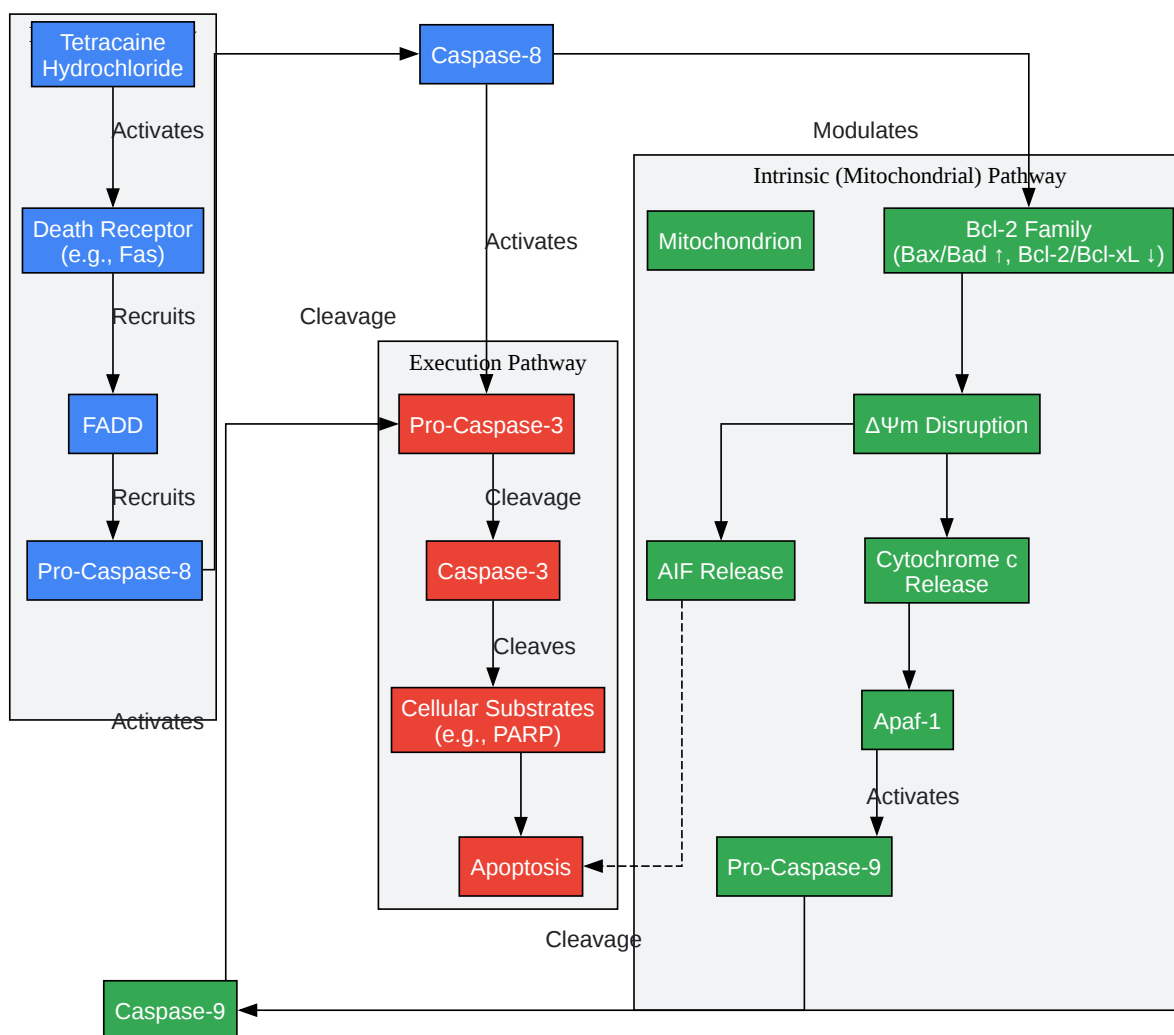 Tetracaine
Hydrochloride
Activates
Death Receptor
(e.g., Fas)
Recruits
FADD
Recruits
Pro-Caspase-8
Cleavage
Caspase-8
Activates
Modulates
Execution Pathway
Pro-Caspase-3
Cleavage
Caspase-3
Cleaves
Cellular Substrates
(e.g., PARP)
Apoptosis
Intrinsic (Mitochondrial) Pathway
Mitochondrion
Bcl-2 Family
(Bax/Bad ↑, Bcl-2/Bcl-xL ↓)
ΔΨm Disruption
AIF Release
Cytochrome c
Release
Apaf-1
Activates
Pro-Caspase-9
Cleavage
Caspase-9
Activates